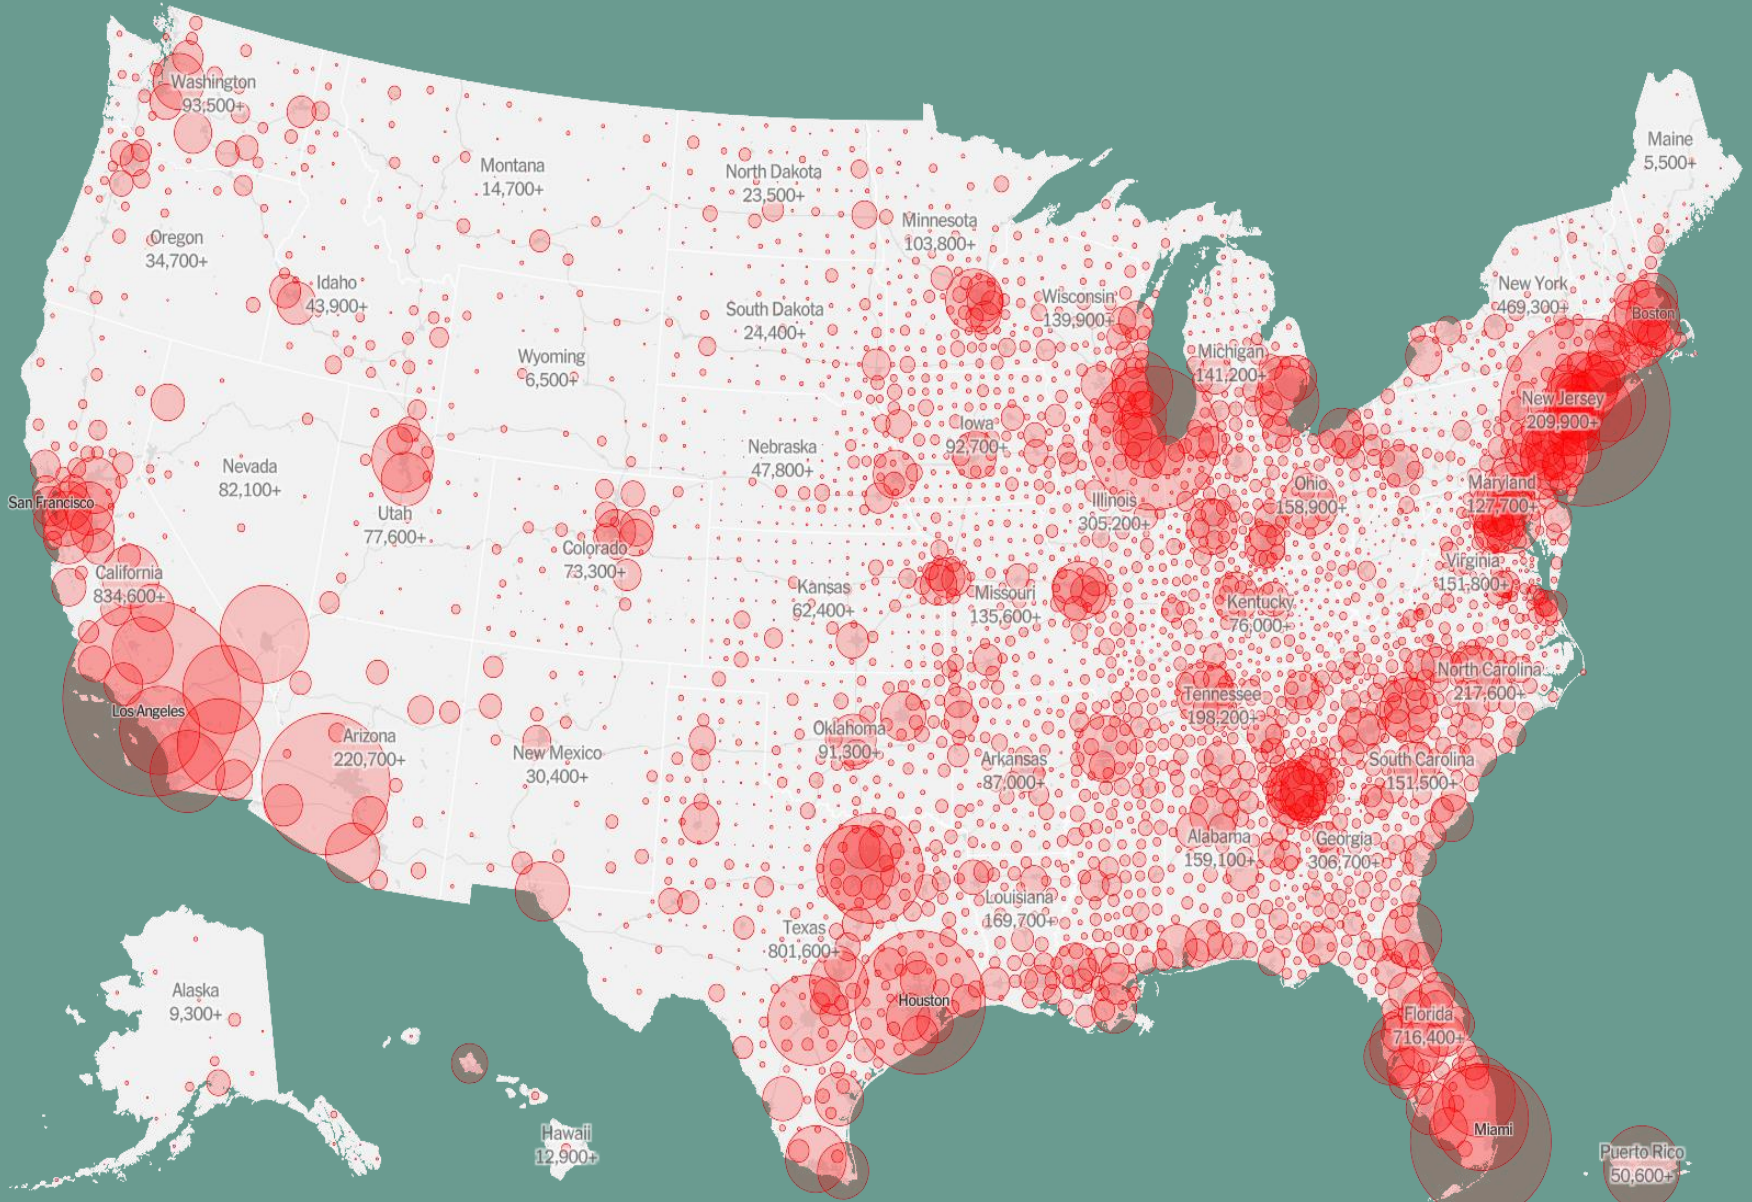 Washington
93,500+
Montana
14,700+
North Dakota
23,500+
Minnesota
103,800+
Maine
5,500+
Oregon
34,700+
Idaho
43,900+
South Dakota
24,400+
Wisconsin
139,900+
New York
469,300+
Boston
Wyoming
6,500+
Michigan
141,200+
New Jersey
209,900+
Nevada
82,100+
Nebraska
47,800+
Iowa
92,700+
San Francisco
Utah
77,600+
Illinois
305,200+
Ohio
158,900+
Maryland
127,700+
Colorado
73,300+
California
834,600+
Kansas
62,400+
Missouri
135,600+
Kentucky
76,000+
Virginia
151,800+
Los Angeles
Arizona
220,700+
New Mexico
30,400+
Oklahoma
91,300+
Arkansas
87,000+
Tennessee
198,200+
North Carolina
217,600+
South Carolina
151,500+
Alabama
159,100+
Georgia
306,700+
Texas
801,600+
Louisiana
169,700+
Houston
Alaska
9,300+
Florida
716,400+
Miami
Hawaii
12,900+
Puerto Rico
50,600+